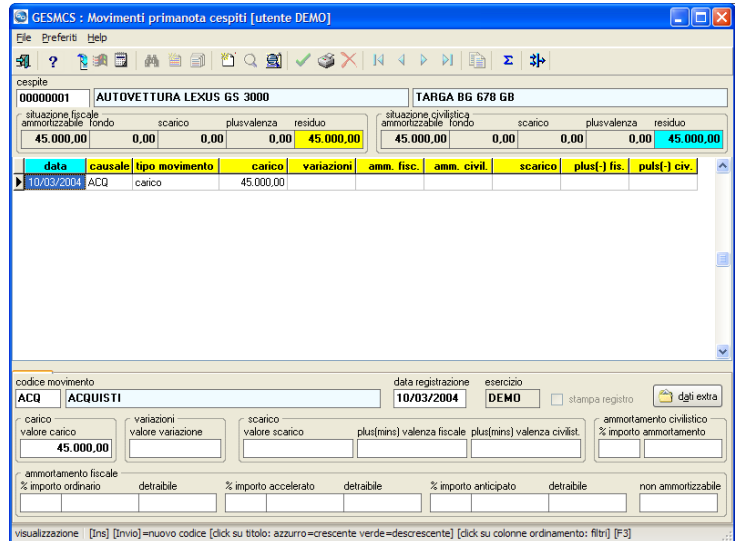 GESMCS : Movimenti primanota cespiti [utente DEMO]
File Preferiti Help
? Σ
cespite
00000001 AUTOVETTURA LEXUS GS 3000 TARGA BG 678 GB
situazione fiscale situazione civilistica
ammortizzabile fondo scarico plusvalenza residuo ammortizzabile fondo scarico plusvalenza residuo
45.000,00 0,00 0,00 0,00 45.000,00 45.000,00 0,00 0,00 0,00 45.000,00
data causale tipo movimento carico variazioni amm. fisc. amm. civil. scarico plus(-) fis. puls(-) civ.
10/03/2004 ACQ carico 45.000,00
codice movimento data registrazione esercizio
ACQ ACQUISTI 10/03/2004 DEMO stampa registro dati extra
carico variazioni scarico ammortamento civilistico
valore carico valore variazione valore scarico plus(mins) valenza fiscale plus(mins) valenza civilist. % importo ammortamento
45.000,00
ammortamento fiscale
% importo ordinario detraibile % importo accelerato detraibile % importo anticipato detraibile non ammortizzabile
visualizzazione [Ins] [Invio]=nuovo codice [click su titolo: azzurro=crescente verde=descrescente] [click su colonne ordinamento: filtri] [F3]